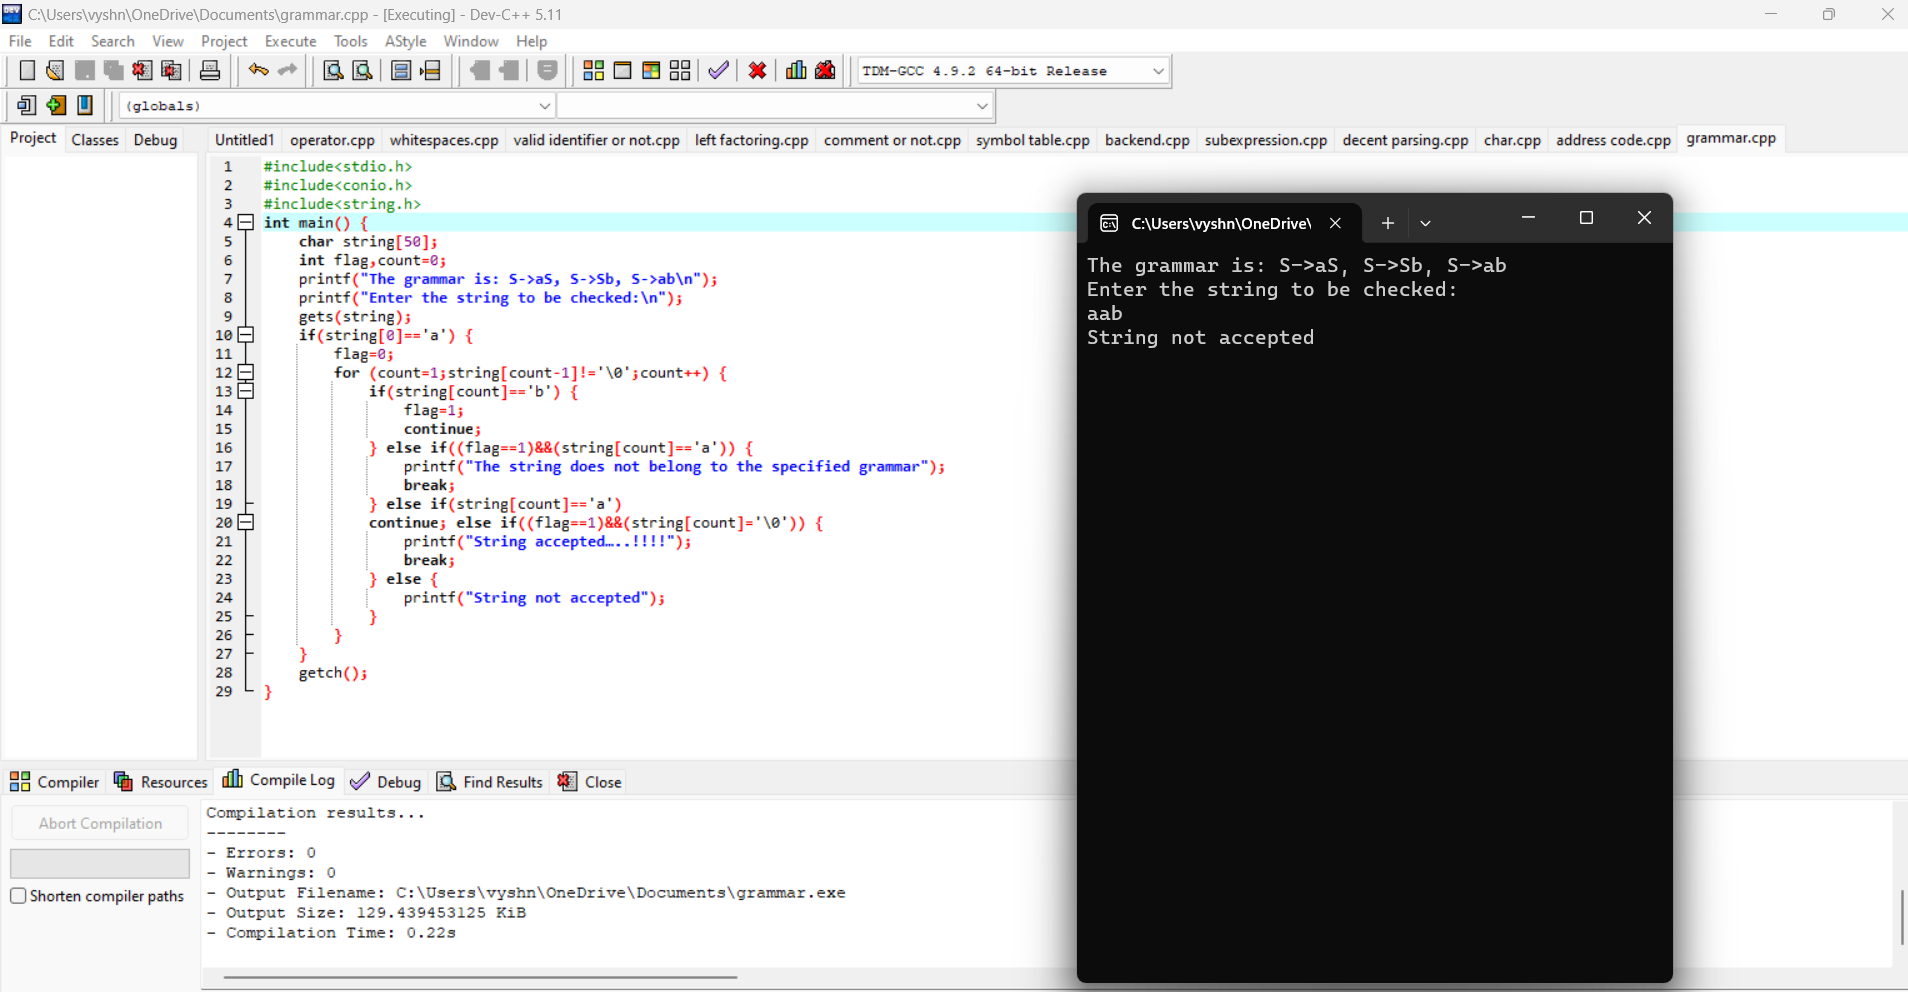 C:\Users\vyshn\OneDrive\Documents\grammar.cpp - [Executing] - Dev-C++ 5.11
File Edit Search View Project Execute Tools AStyle Window Help
TDM-GCC 4.9.2 64-bit Release
(globals)
Project Classes Debug
Untitled1 operator.cpp whitespaces.cpp valid identifier or not.cpp left factoring.cpp comment or not.cpp symbol table.cpp backend.cpp subexpression.cpp decent parsing.cpp char.cpp address code.cpp grammar.cpp
1 #include<stdio.h>
2 #include<conio.h>
3 #include<string.h>
4 int main() {
5 char string[50];
6 int flag,count=0;
7 printf("The grammar is: S->aS, S->Sb, S->ab\n");
8 printf("Enter the string to be checked:\n");
9 gets(string);
10 if(string[0]=='a') {
11 flag=0;
12 for (count=1;string[count-1]!='\0';count++) {
13 if(string[count]=='b') {
14 flag=1;
15 continue;
16 } else if((flag==1)&&(string[count]=='a')) {
17 printf("The string does not belong to the specified grammar");
18 break;
19 } else if(string[count]=='a')
20 continue; else if((flag==1)&&(string[count]='\0')) {
21 printf("String accepted…..!!!!");
22 break;
23 } else {
24 printf("String not accepted");
25 }
26 }
27 }
28 getch();
29 }
C:\Users\vyshn\OneDrive\
The grammar is: S->aS, S->Sb, S->ab
Enter the string to be checked:
aab
String not accepted
Compiler Resources Compile Log Debug Find Results Close
Abort Compilation
Shorten compiler paths
Compilation results...
--------
- Errors: 0
- Warnings: 0
- Output Filename: C:\Users\vyshn\OneDrive\Documents\grammar.exe
- Output Size: 129.439453125 KiB
- Compilation Time: 0.22s